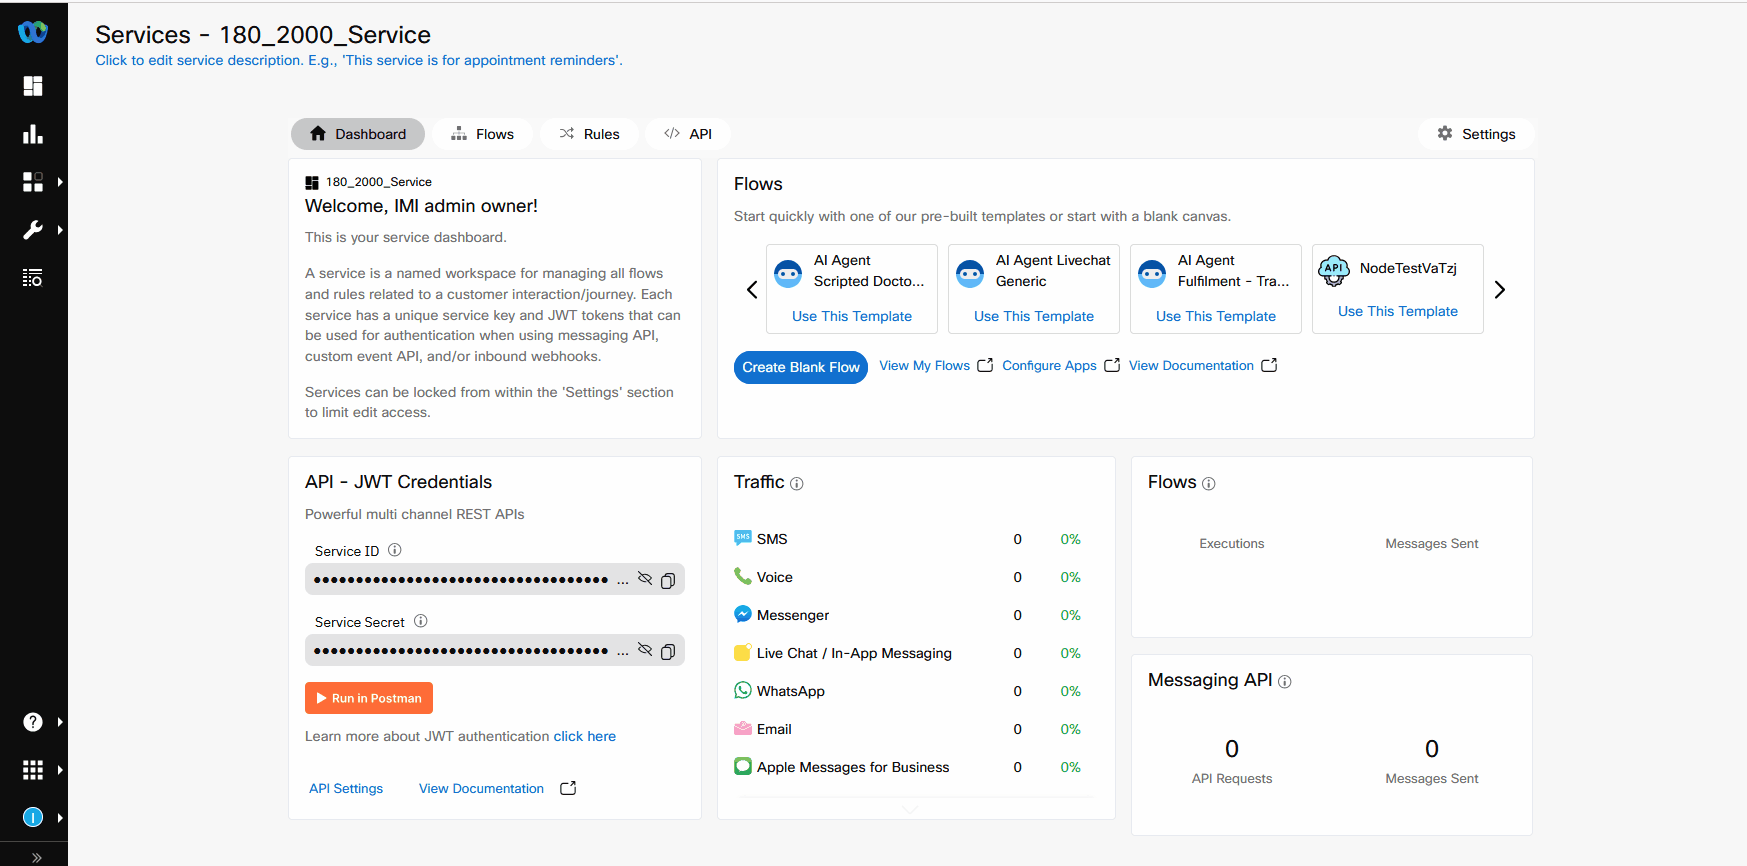 Services - 180_2000_Service
Click to edit service description. E.g., 'This service is for appointment reminders'.
Dashboard
Flows
Rules
</> API
Settings
180_2000_Service
Welcome, IMI admin owner!
This is your service dashboard.
A service is a named workspace for managing all flows
and rules related to a customer interaction/journey. Each
service has a unique service key and JWT tokens that can
be used for authentication when using messaging API,
custom event API, and/or inbound webhooks.
Services can be locked from within the 'Settings' section
to limit edit access.
Flows
Start quickly with one of our pre-built templates or start with a blank canvas.
AI Agent
Scripted Docto...
Use This Template
AI Agent Livechat
Generic
Use This Template
AI Agent
Fulfilment - Tra...
Use This Template
API
NodeTestVaTzj
Use This Template
Create Blank Flow
View My Flows
Configure Apps
View Documentation
API - JWT Credentials
Powerful multi channel REST APIs
Service ID
...
Service Secret
...
Run in Postman
Learn more about JWT authentication click here
API Settings
View Documentation
Traffic
SMS SMS 0 0%
Voice 0 0%
Messenger 0 0%
Live Chat / In-App Messaging 0 0%
WhatsApp 0 0%
Email 0 0%
Apple Messages for Business 0 0%
Flows
Executions
Messages Sent
Messaging API
0
API Requests
0
Messages Sent
?
I